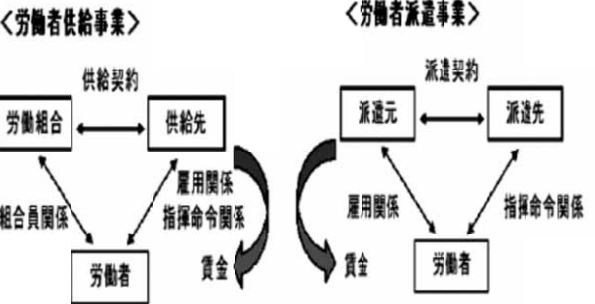 <労働者供給事業>
供給契約
労働組合
供給先
組合員関係
雇用関係
指揮命令関係
労働者
賃金
<労働者派遣事業>
派遣契約
派遣元
派遣先
雇用関係
指揮命令関係
賃金
労働者